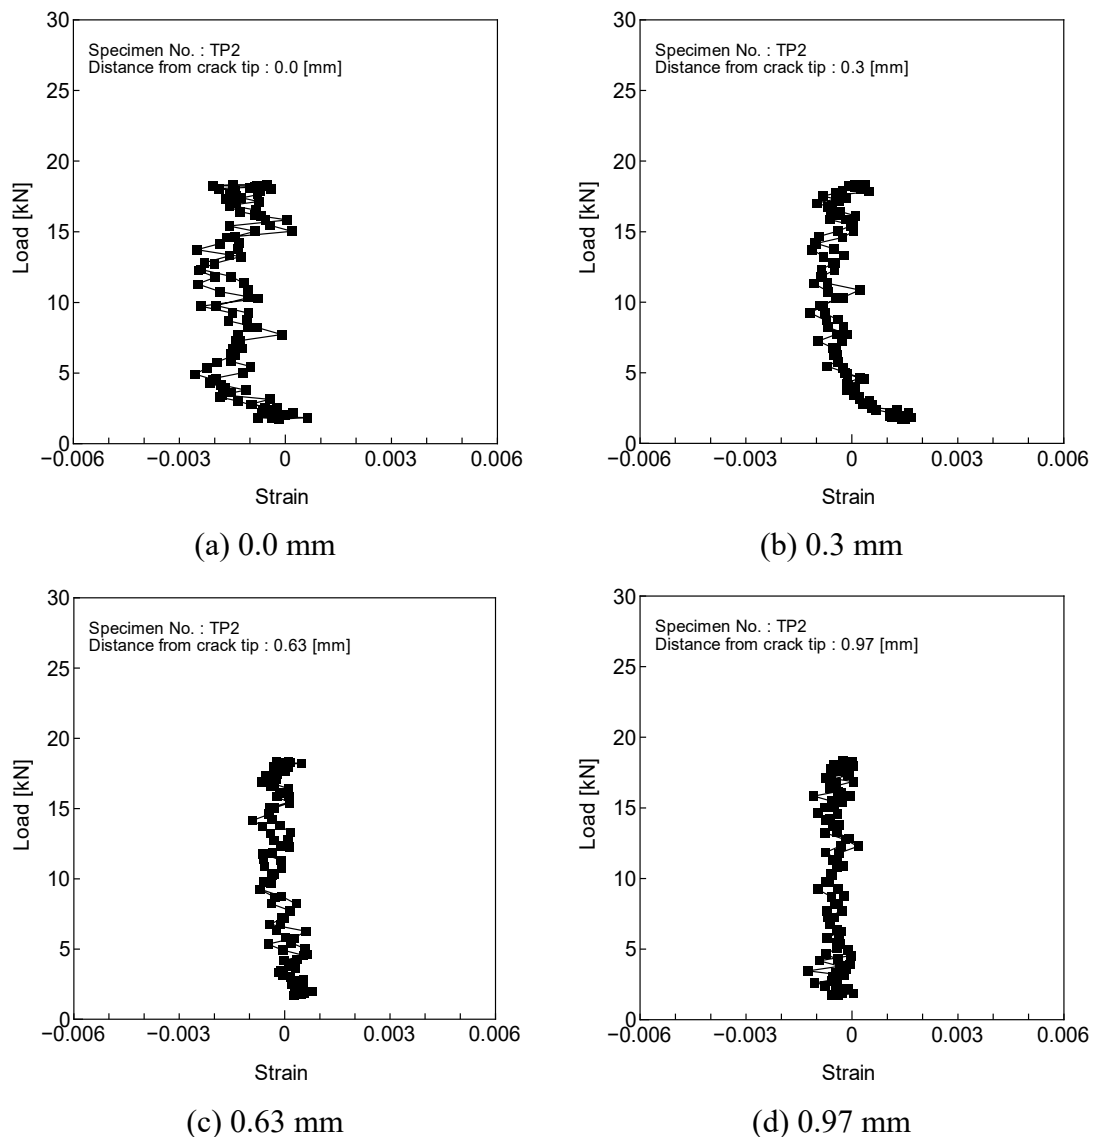 30
Specimen No. : TP2
Distance from crack tip : 0.0 [mm]
25
20
15
10
5
0
Load [kN]
−0.006
−0.003
0
0.003
0.006
Strain
(a) 0.0 mm
30
Specimen No. : TP2
Distance from crack tip : 0.3 [mm]
25
20
15
10
5
0
Load [kN]
−0.006
−0.003
0
0.003
0.006
Strain
(b) 0.3 mm
30
Specimen No. : TP2
Distance from crack tip : 0.63 [mm]
25
20
15
10
5
0
Load [kN]
−0.006
−0.003
0
0.003
0.006
Strain
(c) 0.63 mm
30
Specimen No. : TP2
Distance from crack tip : 0.97 [mm]
25
20
15
10
5
0
Load [kN]
−0.006
−0.003
0
0.003
0.006
Strain
(d) 0.97 mm